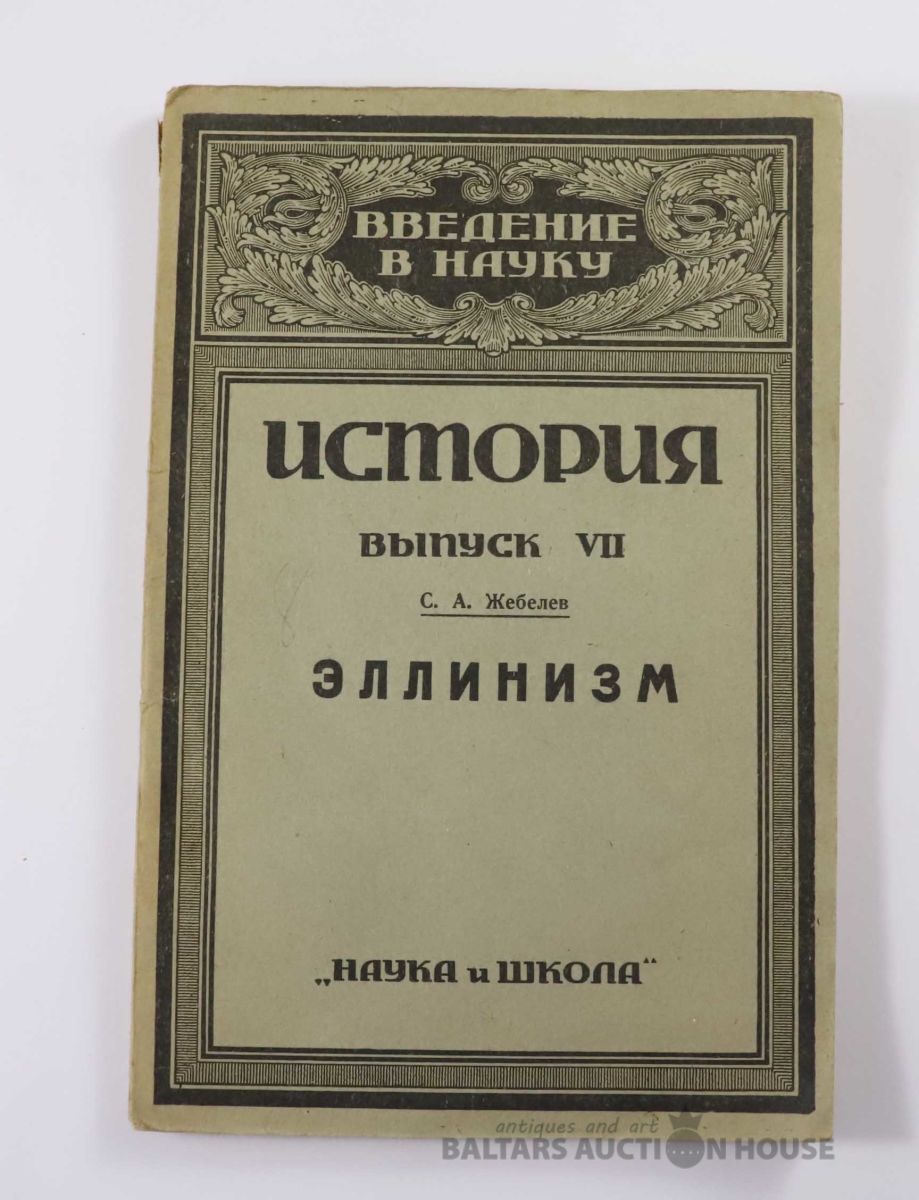 ВВЕДЕНИЕ
В НАУКУ
ИСТОРИЯ
ВЫПУСК VII
С. А. Жебелев
ЭЛЛИНИЗМ
„НАУКА и ШКОЛА“
antiques and art
BALTARS AUCTION HOUSE